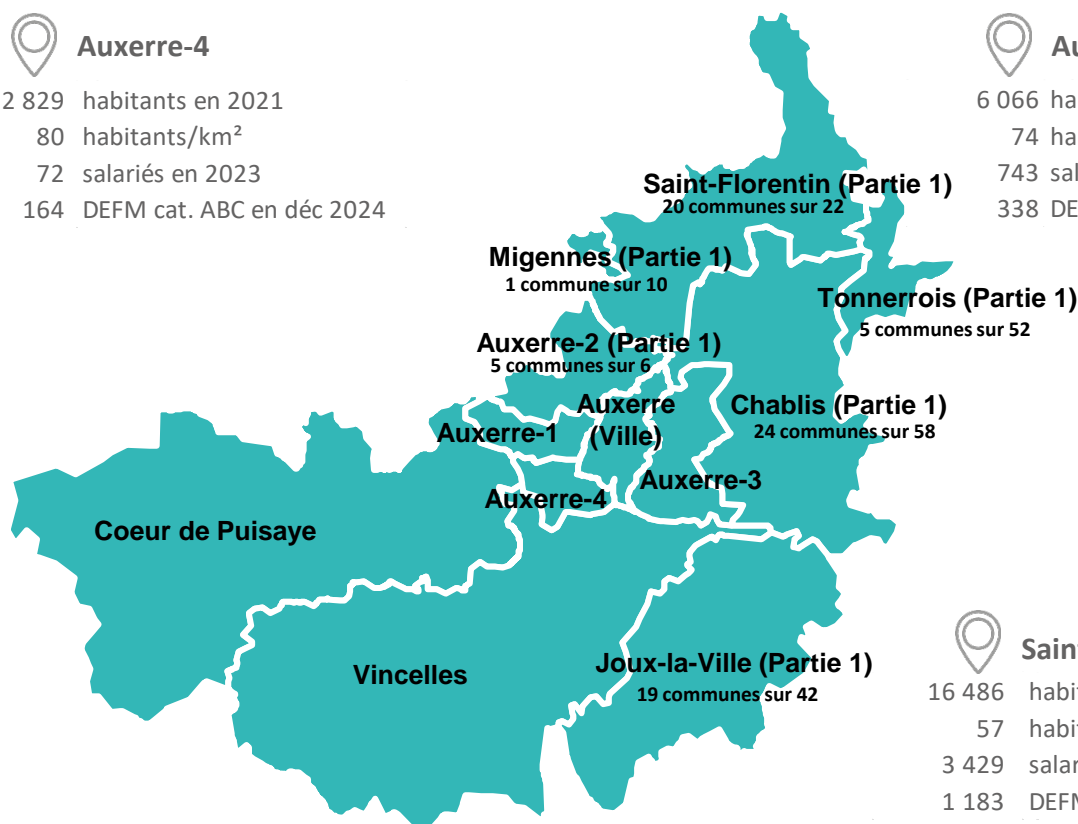 Auxerre-4
2 829 habitants en 2021
80 habitants/km²
72 salariés en 2023
164 DEFM cat. ABC en déc 2024
6 066
74
743
338
Saint-Florentin (Partie 1)
20 communes sur 22
Migennes (Partie 1)
1 commune sur 10
Tonnerrois (Partie 1)
5 communes sur 52
Auxerre-2 (Partie 1)
5 communes sur 6
Auxerre
(Ville)
Chablis (Partie 1)
24 communes sur 58
Auxerre-1
Auxerre-3
Auxerre-4
Coeur de Puisaye
Vincelles
Joux-la-Ville (Partie 1)
19 communes sur 42
16 486
57
3 429
1 183